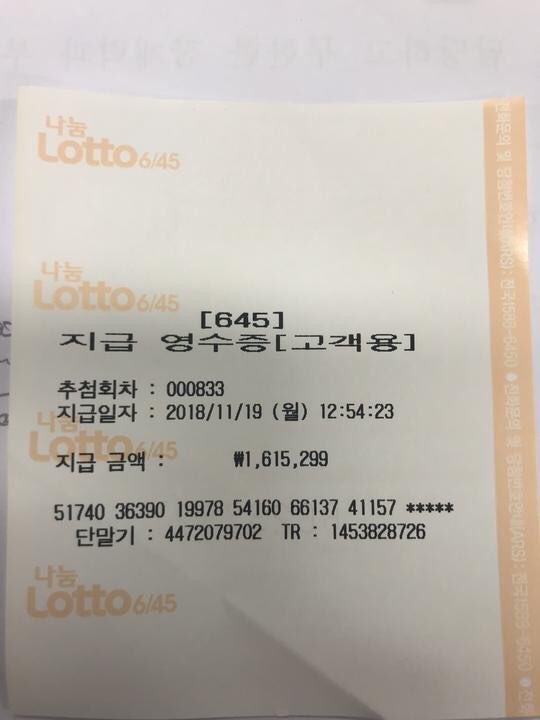 나눔
Lotto 6/45
나눔
Lotto 6/45
[645]
지급 영수증[고객용]
추첨회차 : 000833
지급일자 : 2018/11/19 (월) 12:54:23
나눔
Lotto 6/45
지급 금액 : ₩1,615,299
51740 36390 19978 54160 66137 41157 *****
단말기 : 4472079702 TR : 1453828726
나눔
Lotto 6/45
전화문의 및 당첨번호안내(ARS) : 전국1588-6450 ● 전화문의 및 당첨번호안내(ARS) : 전국1588-6450 ● 전화